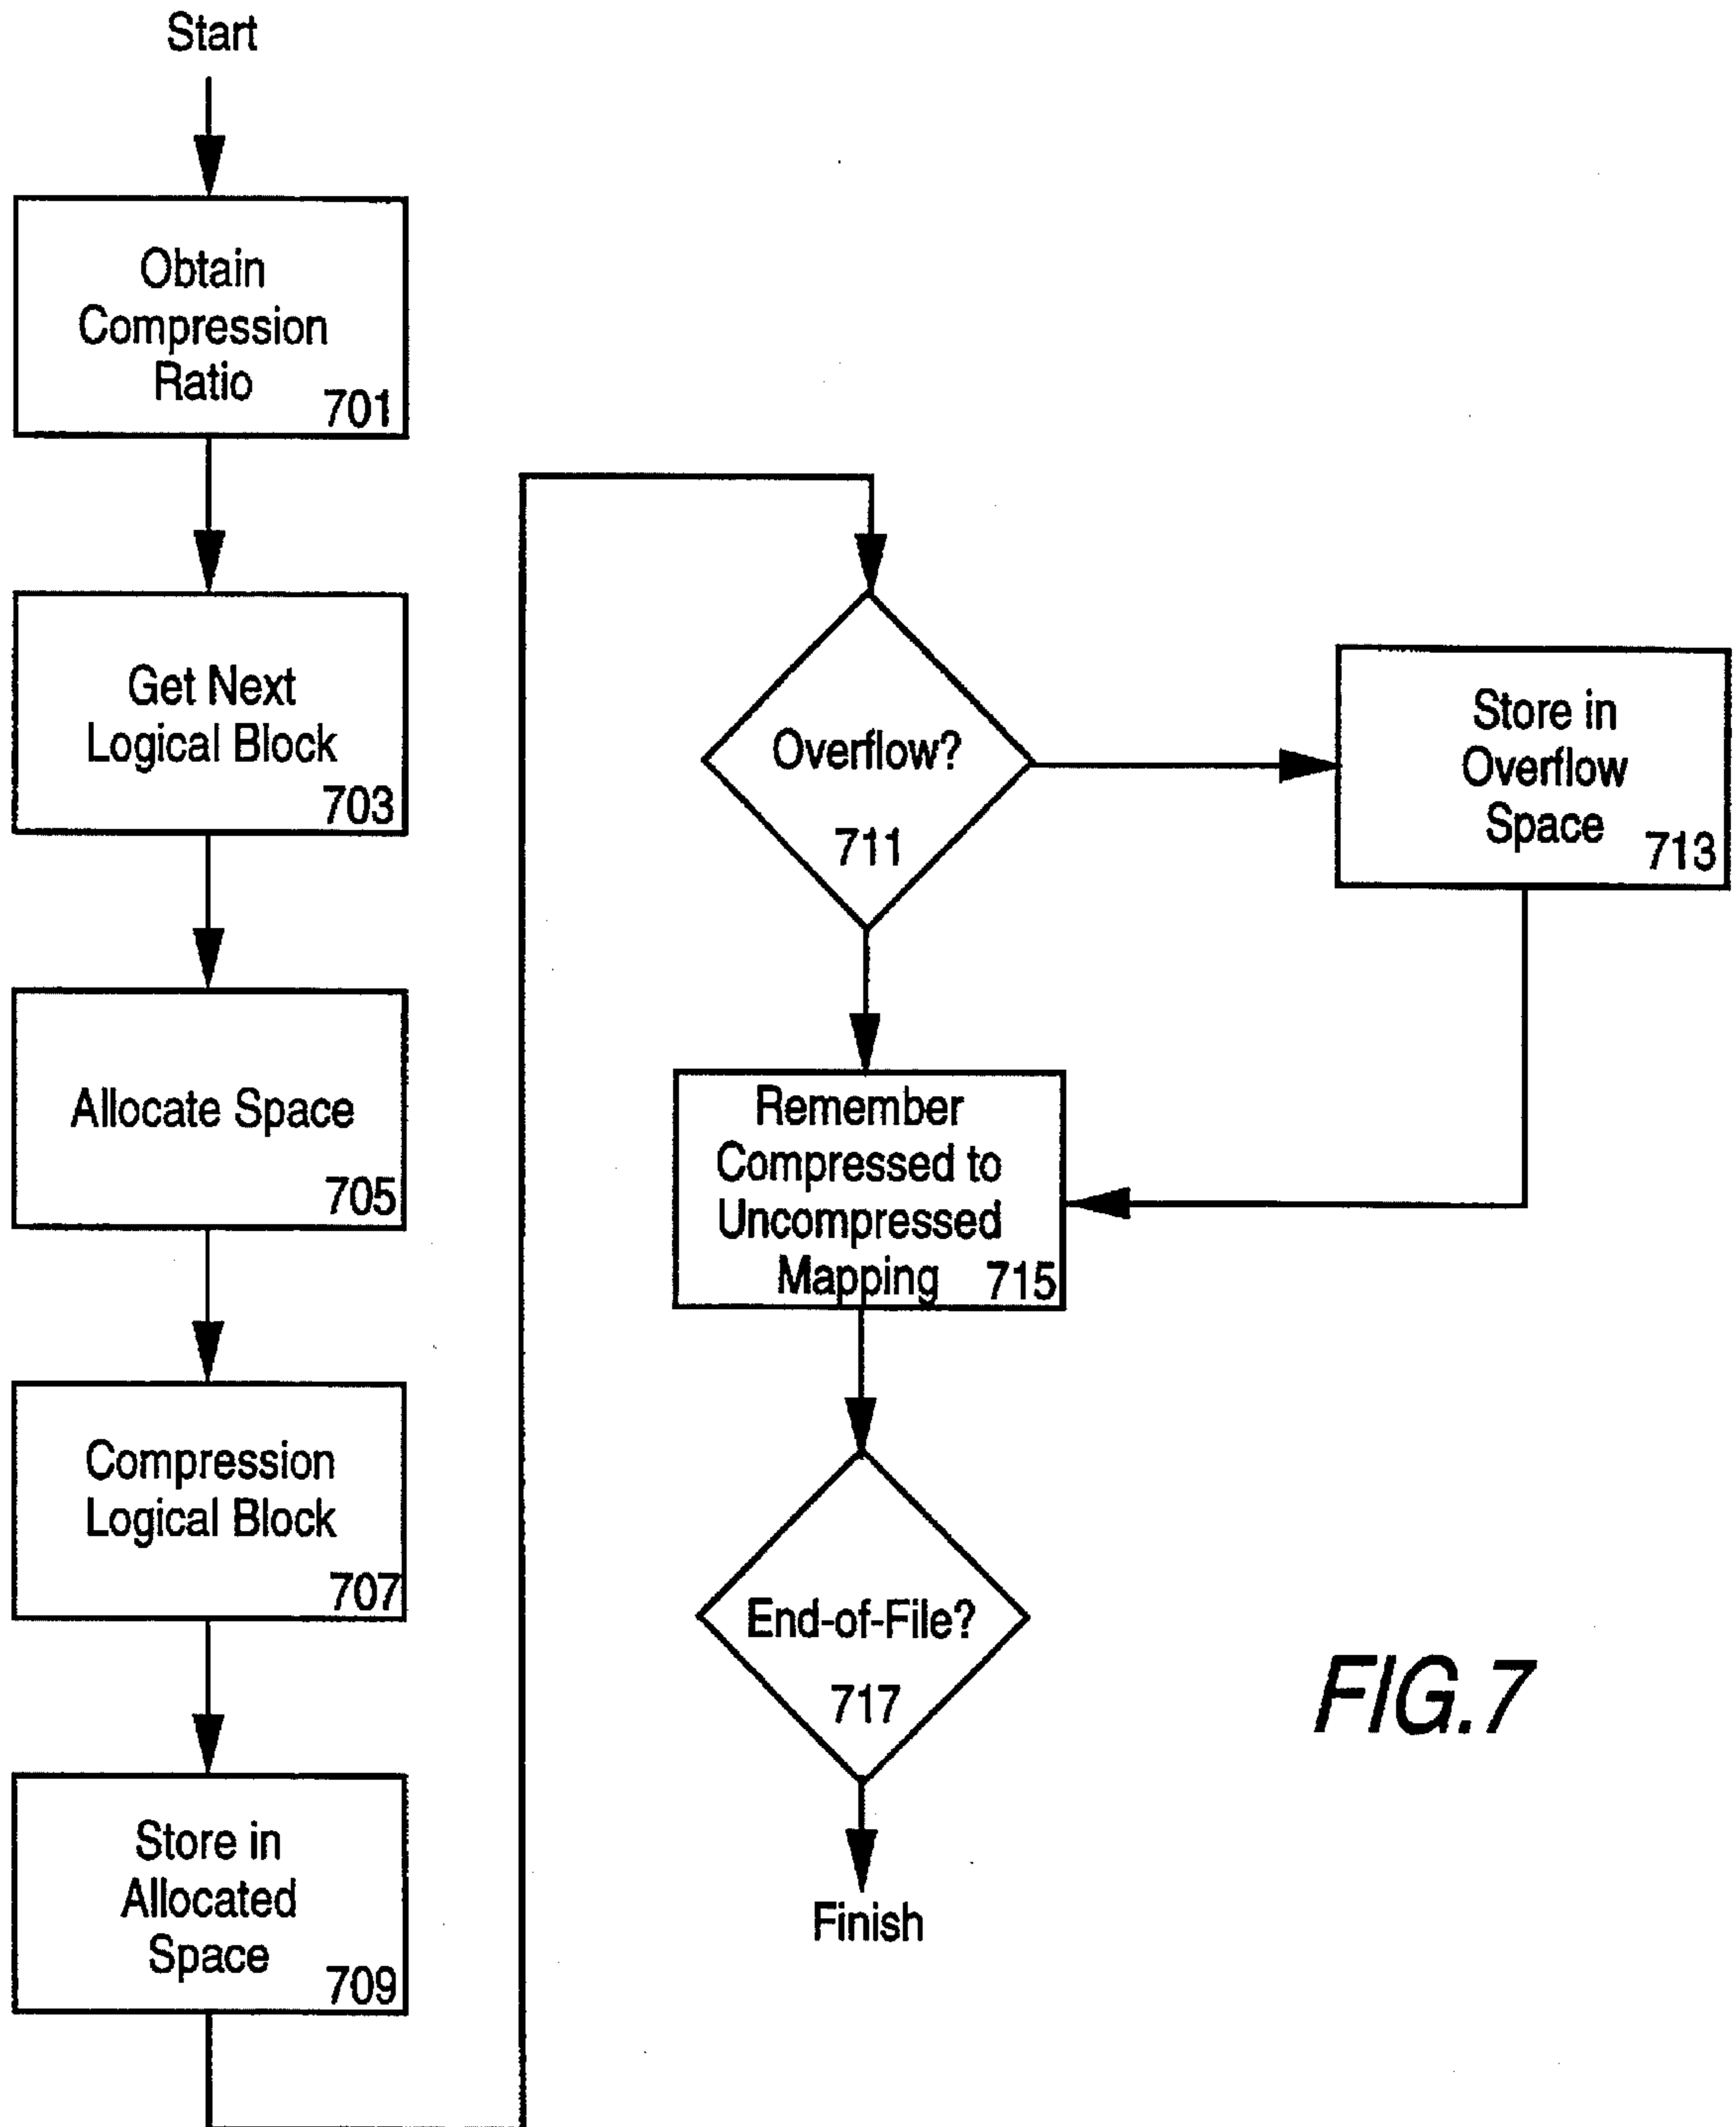 Start
Obtain
Compression
Ratio
701
Get Next
Logical Block
703
Allocate Space
705
Compression
Logical Block
707
Store in
Allocated
Space
709
Overflow?
711
Store in
Overflow
Space
713
Remember
Compressed to
Uncompressed
Mapping
715
End-of-File?
717
Finish
FIG.7